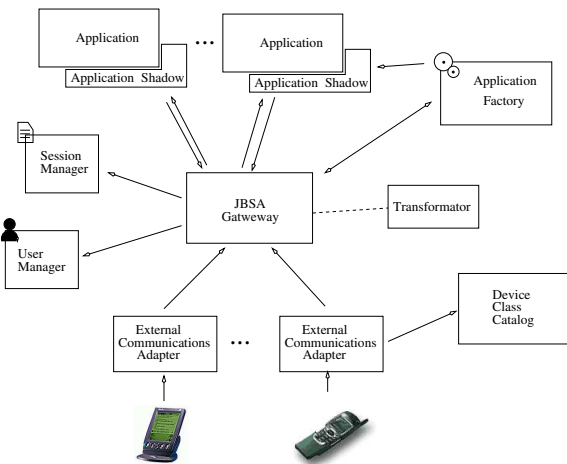 Application
...
Application
Application Shadow
Application Shadow
Application
Factory
Session
Manager
JBSA
Gatweway
Transformator
User
Manager
Device
Class
Catalog
External
Communications
Adapter
...
External
Communications
Adapter